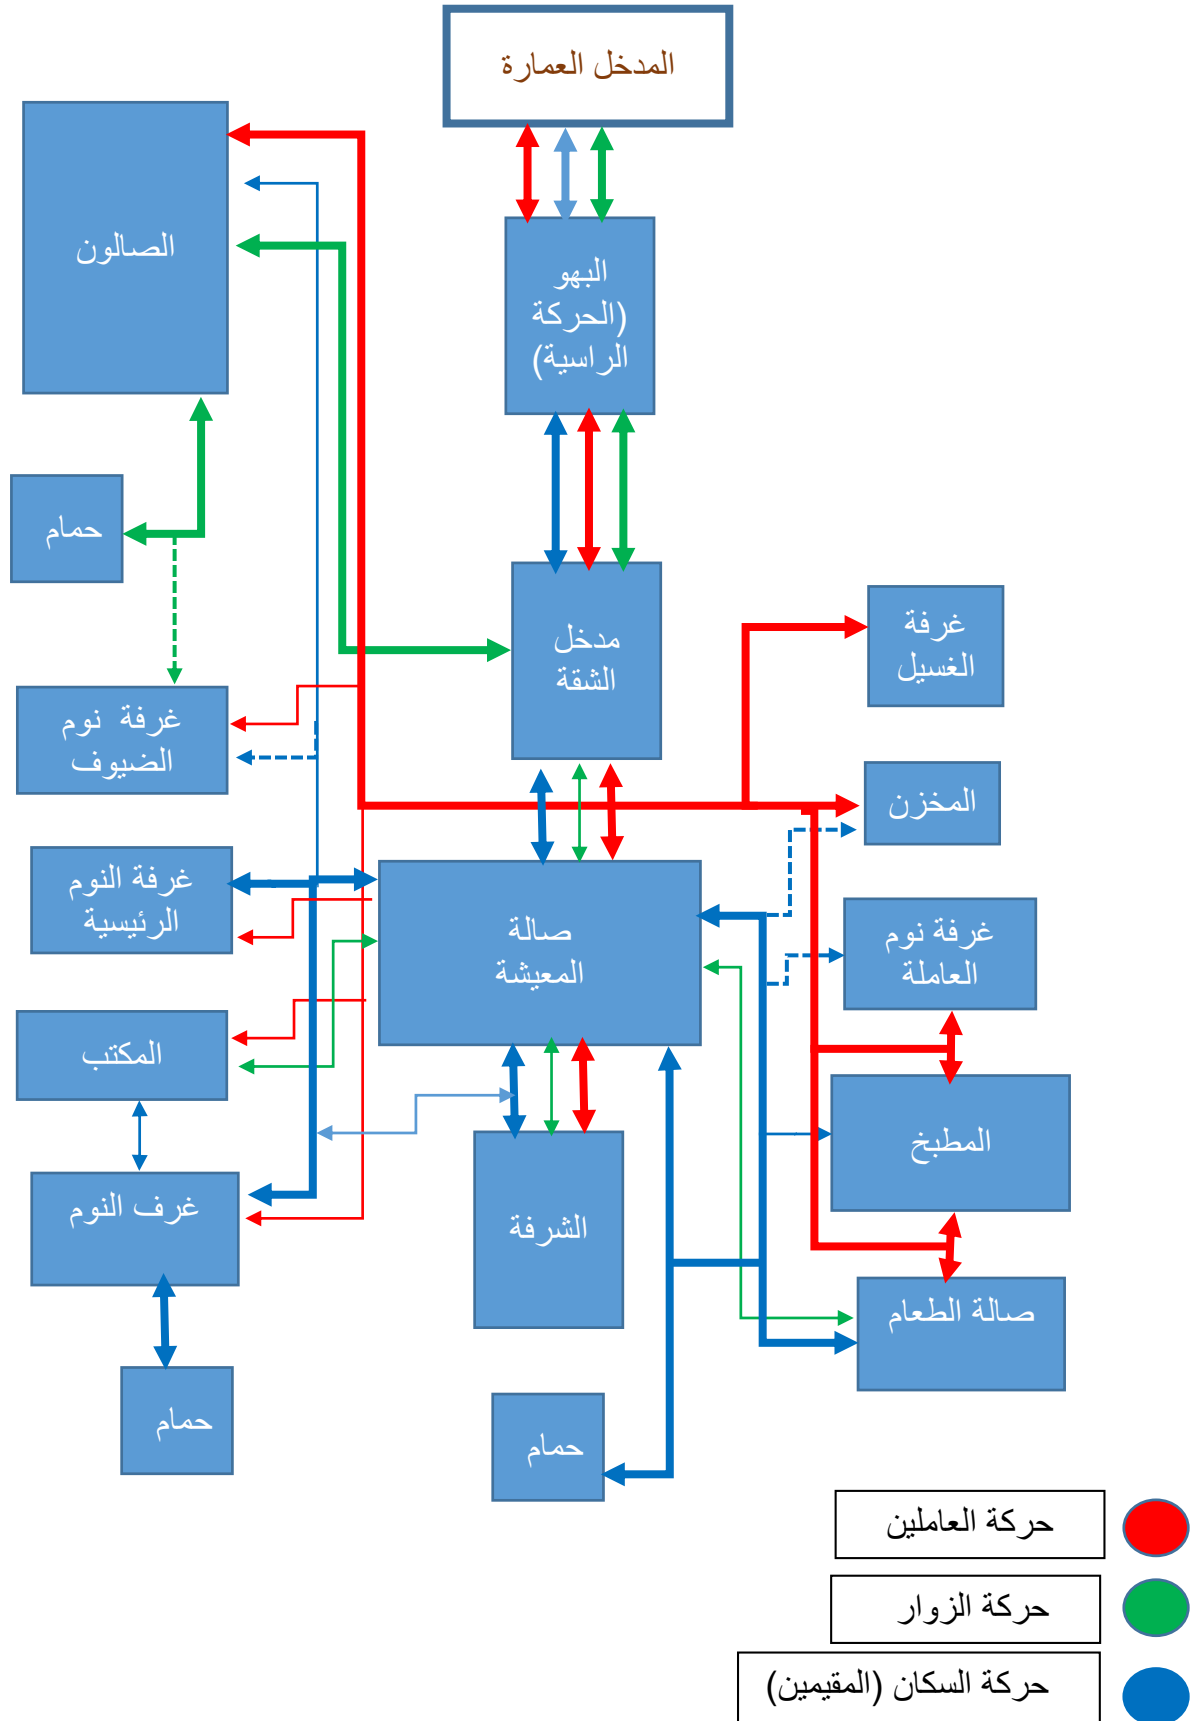 المدخل العمارة
الصالون
البهو
(الحركة
الراسية)
حمام
مدخل
الشقة
غرفة
الغسيل
غرفة نوم
الضيوف
المخزن
غرفة النوم
الرئيسية
صالة
المعيشة
غرفة نوم
العاملة
المكتب
المطبخ
غرف النوم
الشرفة
صالة الطعام
حمام
حمام
حركة العاملين
حركة الزوار
حركة السكان (المقيمين)